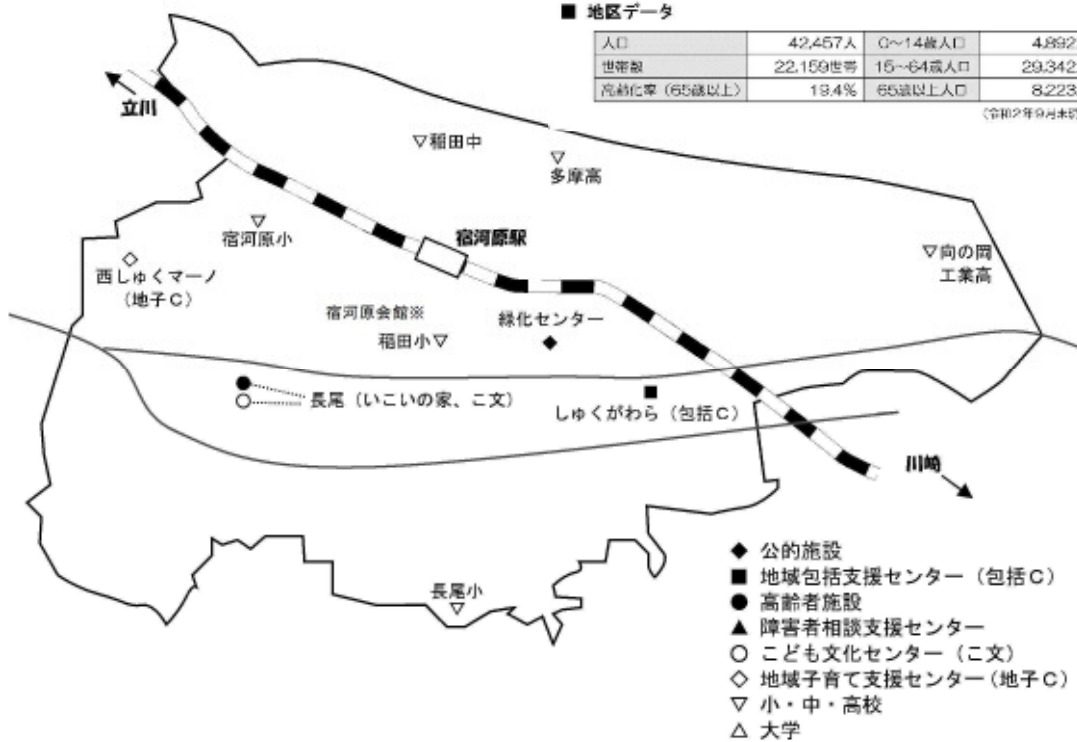 ■ 地区データ
人口 42,457人 0〜14歳人口 4,892
世帯数 22,159世帯 15〜64歳人口 29,342
高齢化率（65歳以上） 19.4% 65歳以上人口 8,223
（令和2年9月末
立川
▽稲田中
▽
多摩高
▽
宿河原小
宿河原駅
▽向の岡
工業高
◇
西しゅくマーノ
（地子C）
宿河原会館※
稲田小▽
緑化センター
◆
● 
○ 長尾（いこいの家、こ文）
■
しゅくがわら（包括C）
川崎
長尾小
▽
◆ 公的施設
■ 地域包括支援センター（包括C）
● 高齢者施設
▲ 障害者相談支援センター
○ こども文化センター（こ文）
◇ 地域子育て支援センター（地子C）
▽ 小・中・高校
△ 大学